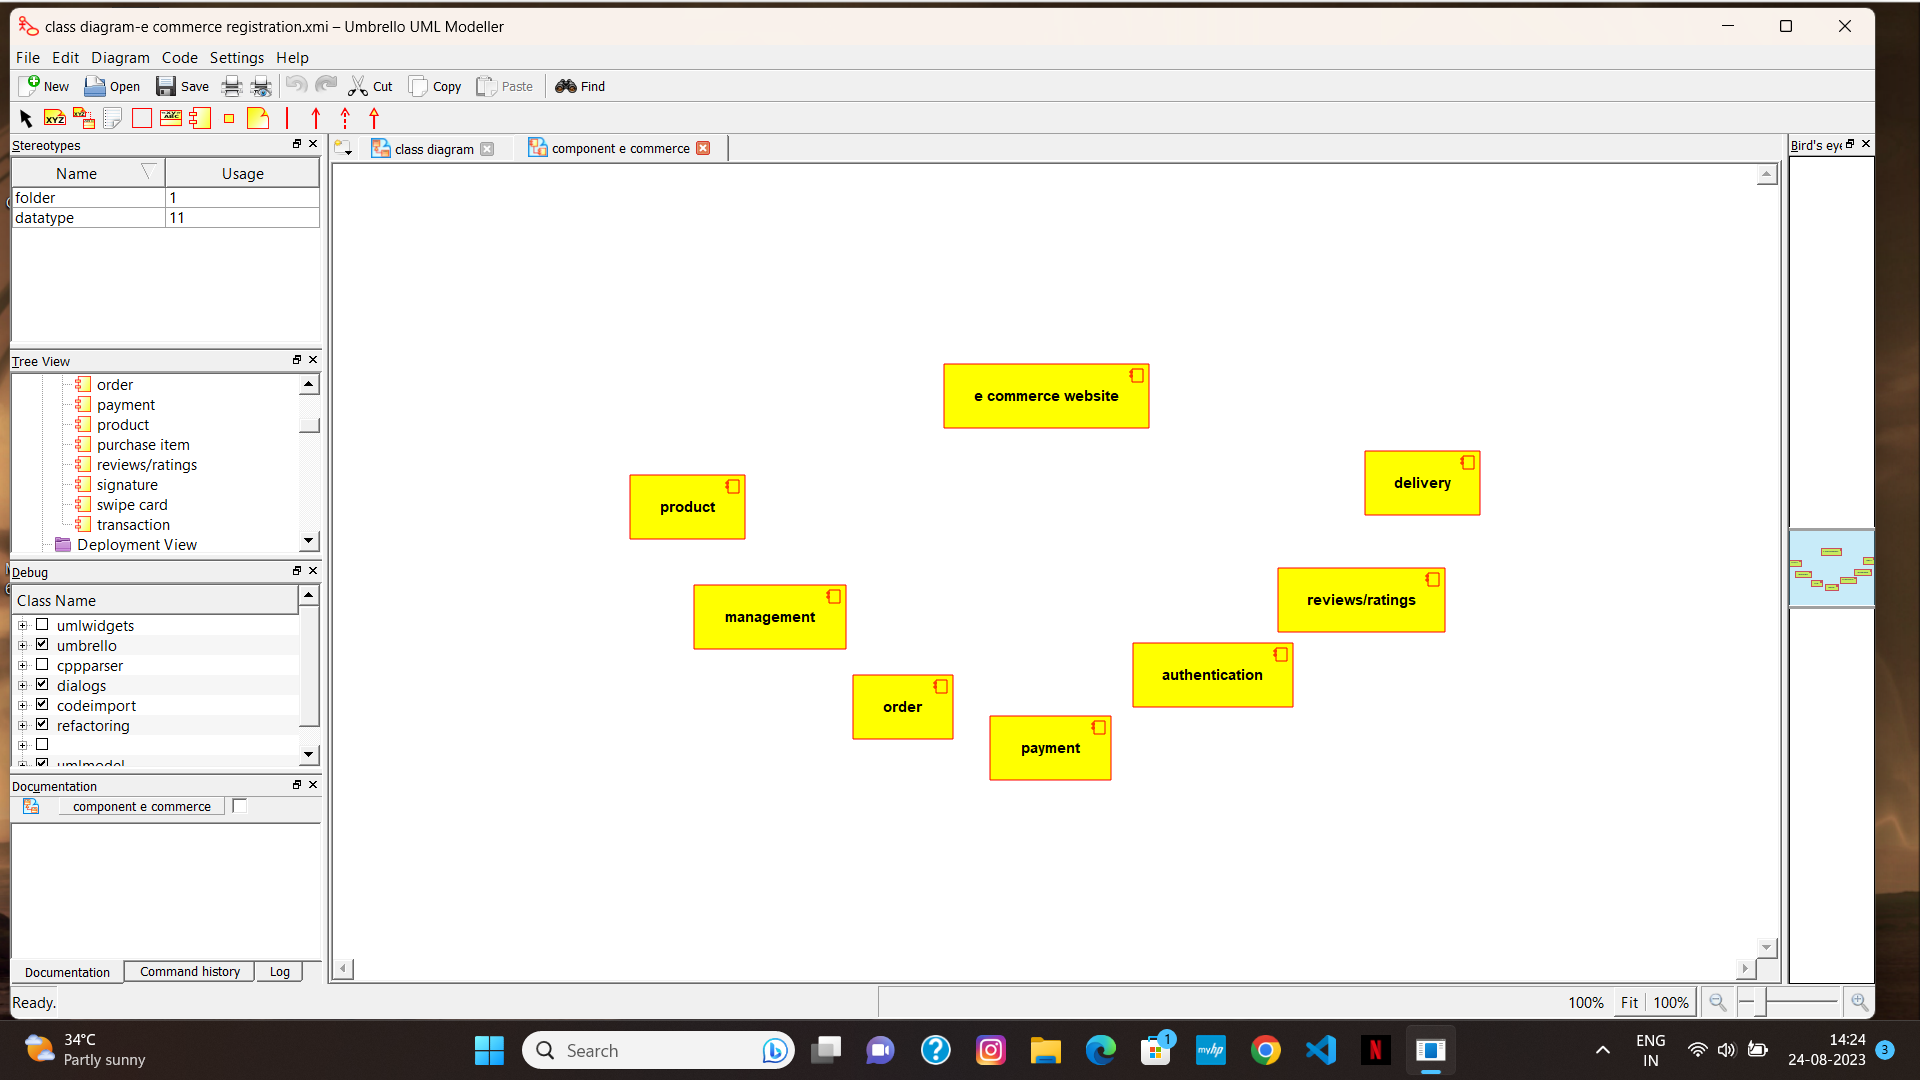 class diagram-e commerce registration.xmi – Umbrello UML Modeller
File Edit Diagram Code Settings Help
New Open Save Cut Copy Paste Find
XYZ
Stereotypes
Name Usage
folder 1
datatype 11
Tree View
order
payment
product
purchase item
reviews/ratings
signature
swipe card
transaction
Deployment View
Debug
Class Name
umlwidgets
umbrello
cppparser
dialogs
codeimport
refactoring
umlmodel
Documentation
component e commerce
Documentation Command history Log
Ready.
class diagram
component e commerce
e commerce website
delivery
product
reviews/ratings
management
authentication
order
payment
Bird's eye
100% Fit 100%
34°C
Partly sunny
Search
1
myhp
N
ENG
IN
14:24
24-08-2023
3